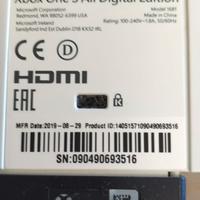 XBOX One S All Digital Edition
Microsoft Corporation Model 1681
Redmond, WA 98052-6399 USA Made in China
Microsoft Ireland 100-240V~1.8A, 50/60Hz
Sandyford Ind Est Dublin D18 KX32 IRL
HDMI
EAC
K
MFR Date:2019-08-29 PRODUCT ID:14051571090490693516
SN:090490693516